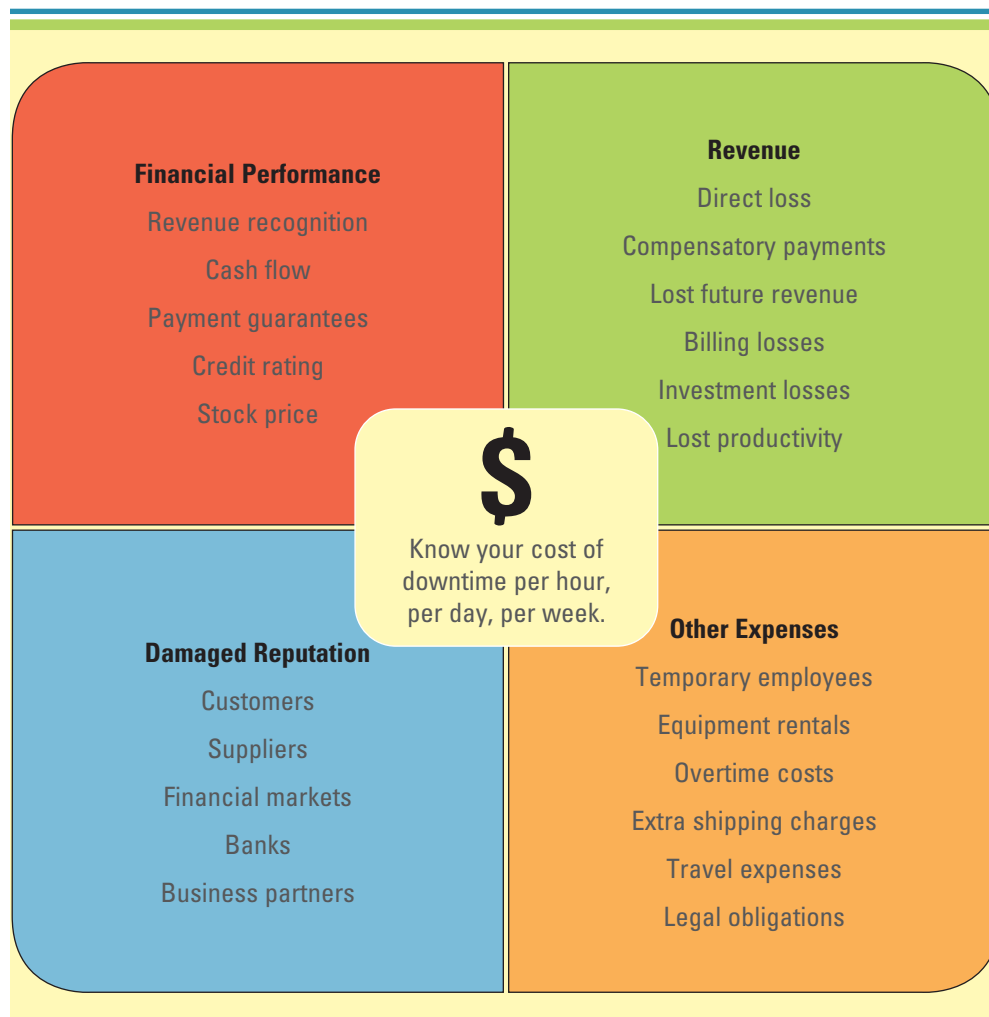 Financial Performance
Revenue recognition
Cash flow
Payment guarantees
Credit rating
Stock price
Revenue
Direct loss
Compensatory payments
Lost future revenue
Billing losses
Investment losses
Lost productivity
$
Know your cost of
downtime per hour,
per day, per week.
Damaged Reputation
Customers
Suppliers
Financial markets
Banks
Business partners
Other Expenses
Temporary employees
Equipment rentals
Overtime costs
Extra shipping charges
Travel expenses
Legal obligations